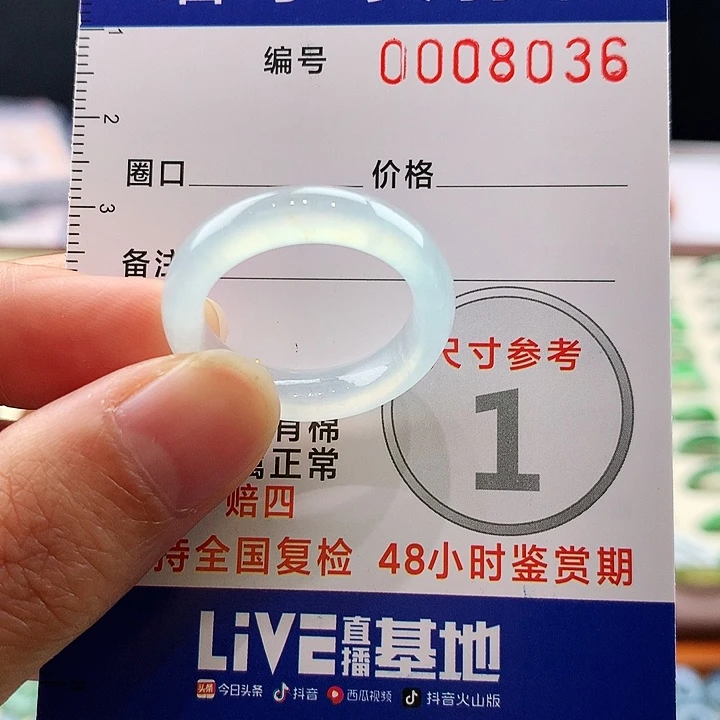 编号 0008036
1
2
3
圈口 价格
备注
尺寸参考
1
有棉
正常
赔四
持全国复检 48小时鉴赏期
LiVE直播基地
头条 今日头条 抖音 西瓜视频 抖音火山版